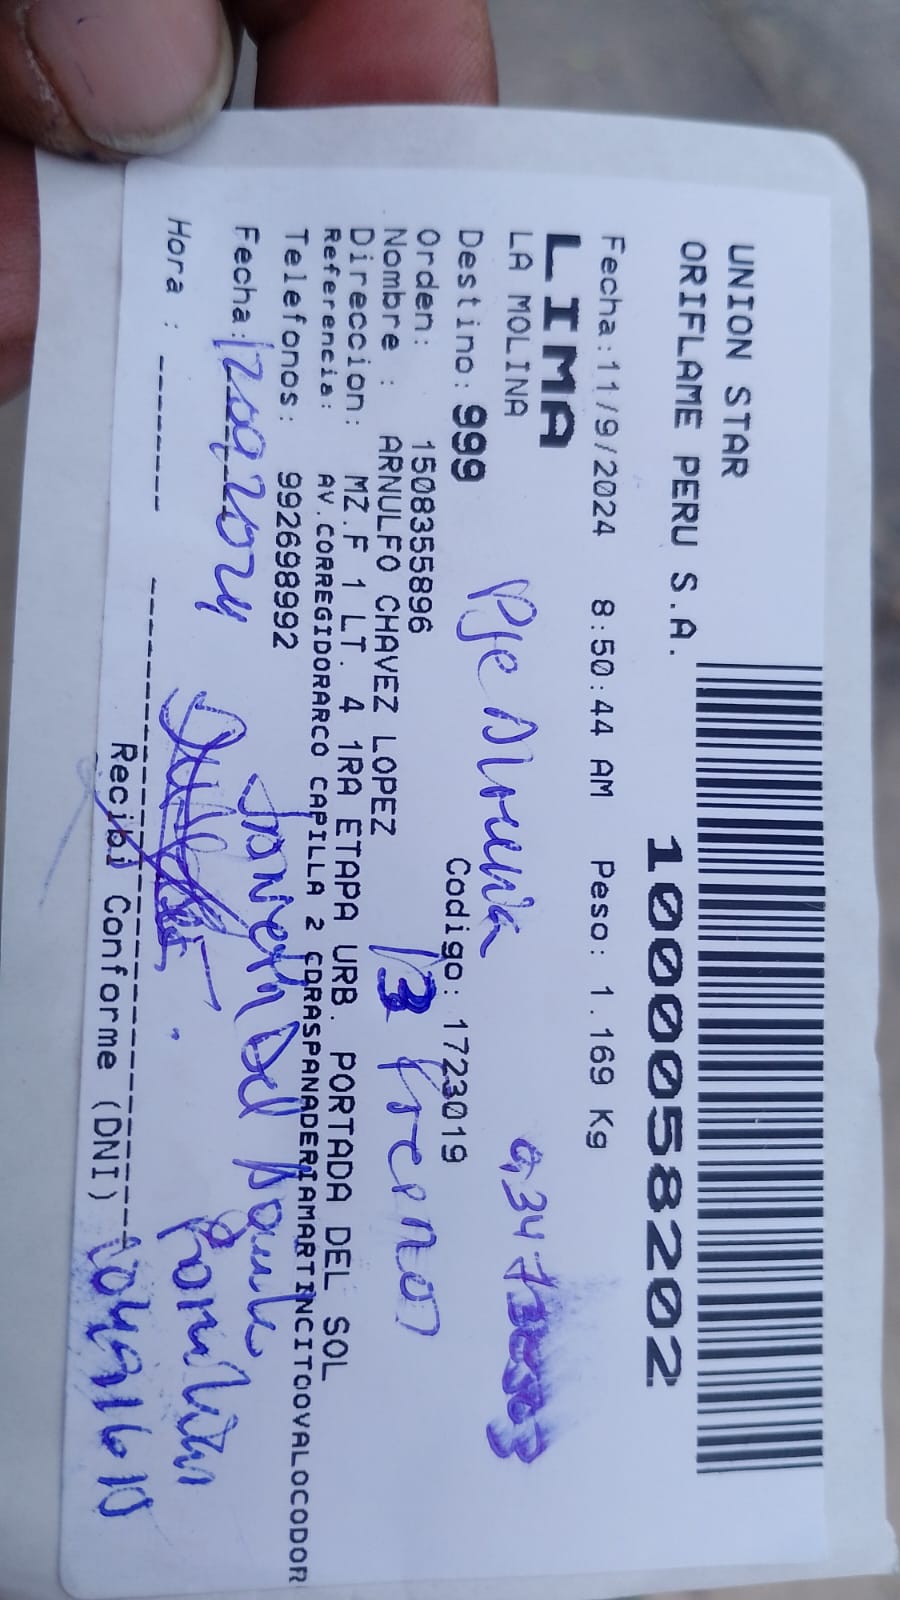 UNION STAR
ORIFLAME PERU S.A. 1000058202
Fecha:11/9/2024 8:50:44 AM Peso: 1.169 Kg
LIMA
LA MOLINA
Destino: 999 Codigo: 1723019
Orden: 1508355896
Nombre : ARNULFO CHAVEZ LOPEZ
Direccion: MZ.F 1 LT. 4 1RA ETAPA URB. PORTADA DEL SOL
Referencia: AV.CORREGIDORARCO CAPILLA 2 CDRASPANADERIAMARTINCITOOVALOCODOR
Telefonos: 992698992
Fecha:
Hora : ------- ------------------------------
Recibi Conforme (DNI)